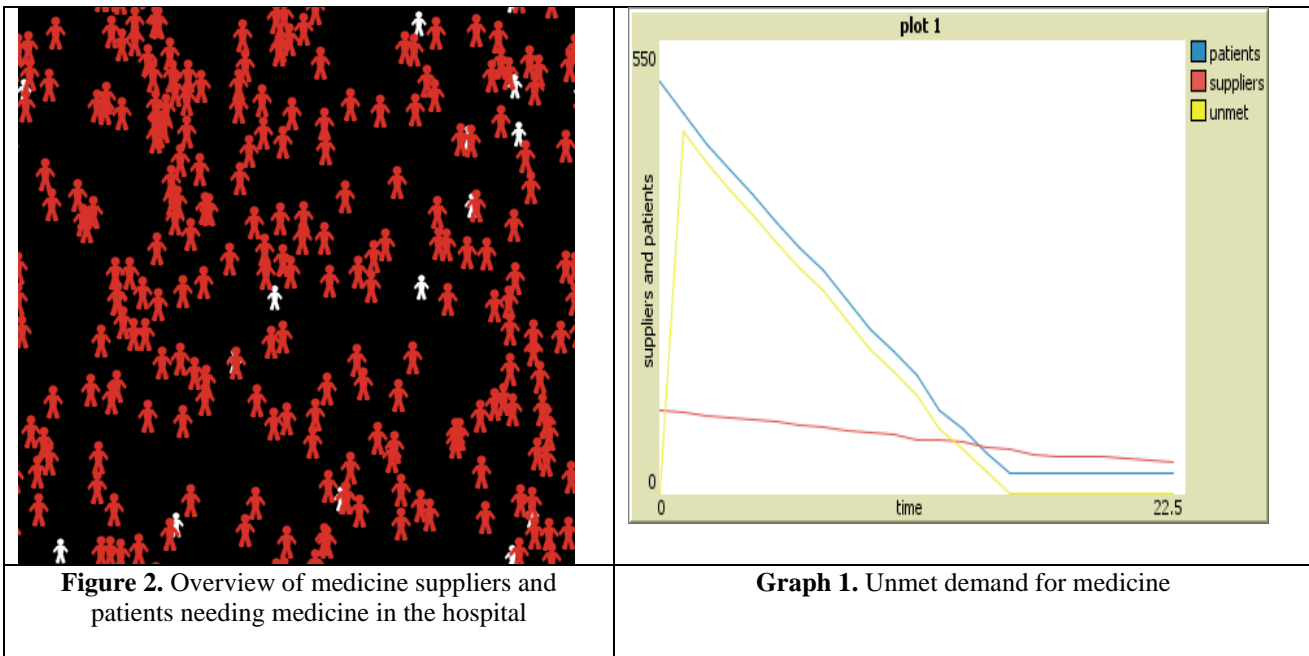 plot 1
550
patients
suppliers
unmet
suppliers and patients
0
0
time
22.5
Figure 2. Overview of medicine suppliers and
patients needing medicine in the hospital
Graph 1. Unmet demand for medicine